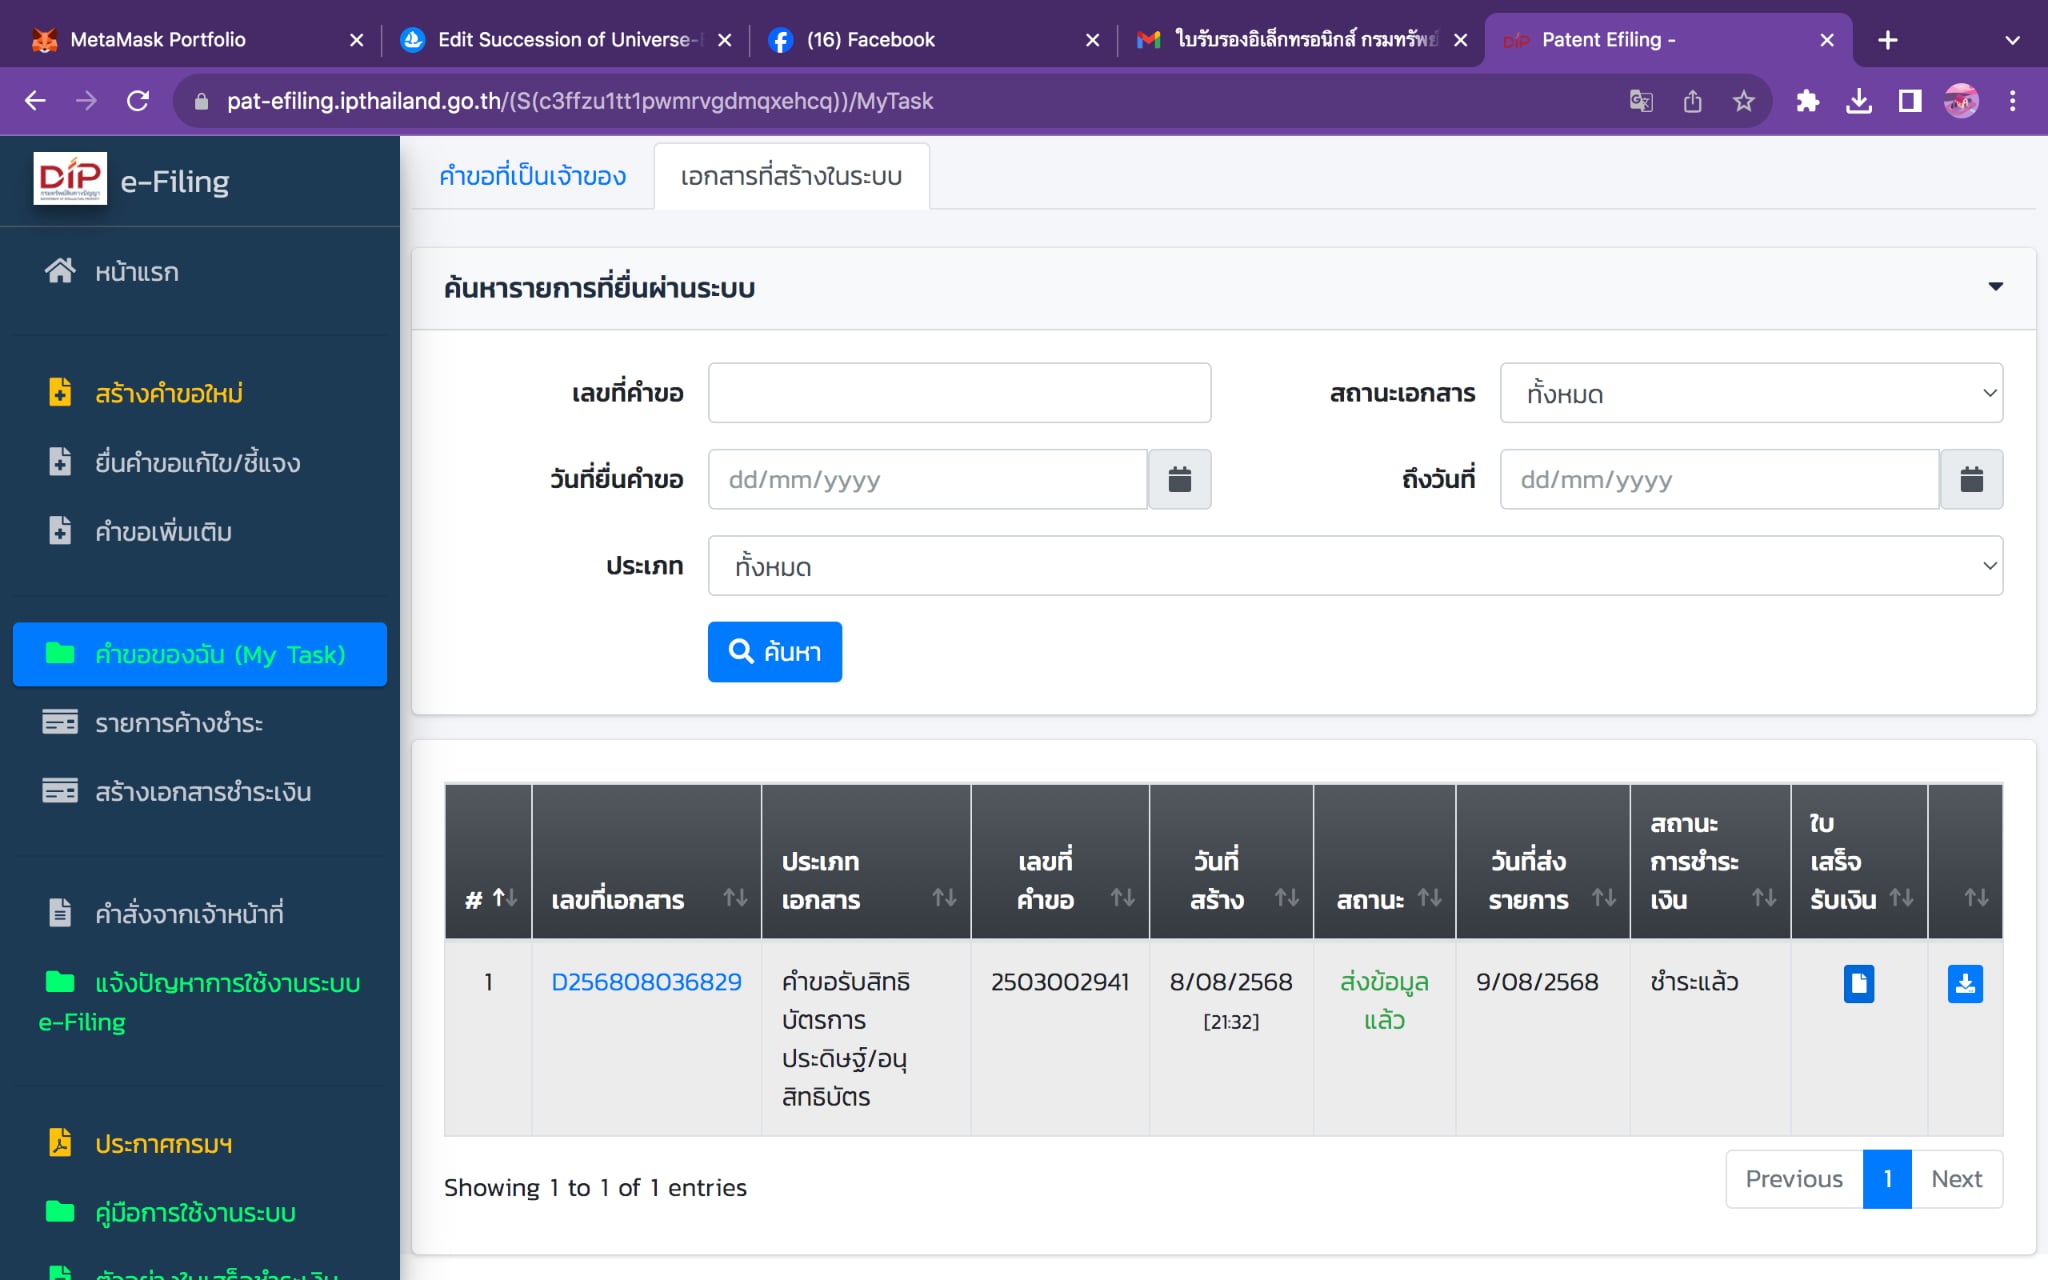 MetaMask Portfolio
Edit Succession of Universe-
(16) Facebook
ใบรับรองอิเล็กทรอนิกส์ กรมทรัพย์
Patent Efiling -
pat-efiling.ipthailand.go.th/(S(c3ffzu1tt1pwmrvgdmqxehcq))/MyTask
DIP
e-Filing
หน้าแรก
สร้างคำขอใหม่
ยื่นคำขอแก้ไข/ชี้แจง
คำขอเพิ่มเติม
คำขอของฉัน (My Task)
รายการค้างชำระ
สร้างเอกสารชำระเงิน
คำสั่งจากเจ้าหน้าที่
แจ้งปัญหาการใช้งานระบบ
e-Filing
ประกาศกรมฯ
คู่มือการใช้งานระบบ
ตัวอย่างใบเสร็จชำระเงิน
คำขอที่เป็นเจ้าของ
เอกสารที่สร้างในระบบ
ค้นหารายการที่ยื่นผ่านระบบ
เลขที่คำขอ
สถานะเอกสาร ทั้งหมด
วันที่ยื่นคำขอ dd/mm/yyyy
ถึงวันที่ dd/mm/yyyy
ประเภท ทั้งหมด
ค้นหา
#
เลขที่เอกสาร
ประเภท
เอกสาร
เลขที่
คำขอ
วันที่
สร้าง
สถานะ
วันที่ส่ง
รายการ
สถานะ
การชำระ
เงิน
ใบ
เสร็จ
รับเงิน
1
D256808036829
คำขอรับสิทธิ
บัตรการ
ประดิษฐ์/อนุ
สิทธิบัตร
2503002941
8/08/2568
[21:32]
ส่งข้อมูล
แล้ว
9/08/2568
ชำระแล้ว
Showing 1 to 1 of 1 entries
Previous 1 Next